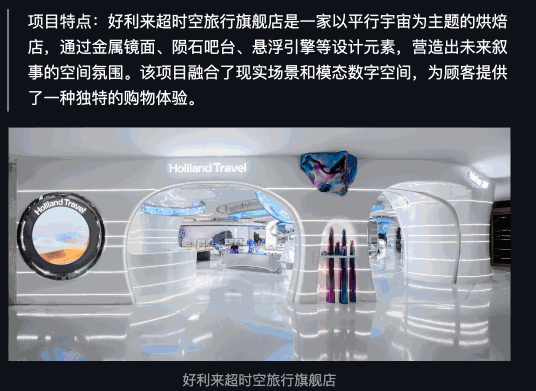 项目特点：好利来超时空旅行旗舰店是一家以平行宇宙为主题的烘焙
店，通过金属镜面、陨石吧台、悬浮引擎等设计元素，营造出未来叙
事的空间氛围。该项目融合了现实场景和模态数字空间，为顾客提供
了一种独特的购物体验。
Holiland Travel
Holiland Travel
好利来超时空旅行旗舰店